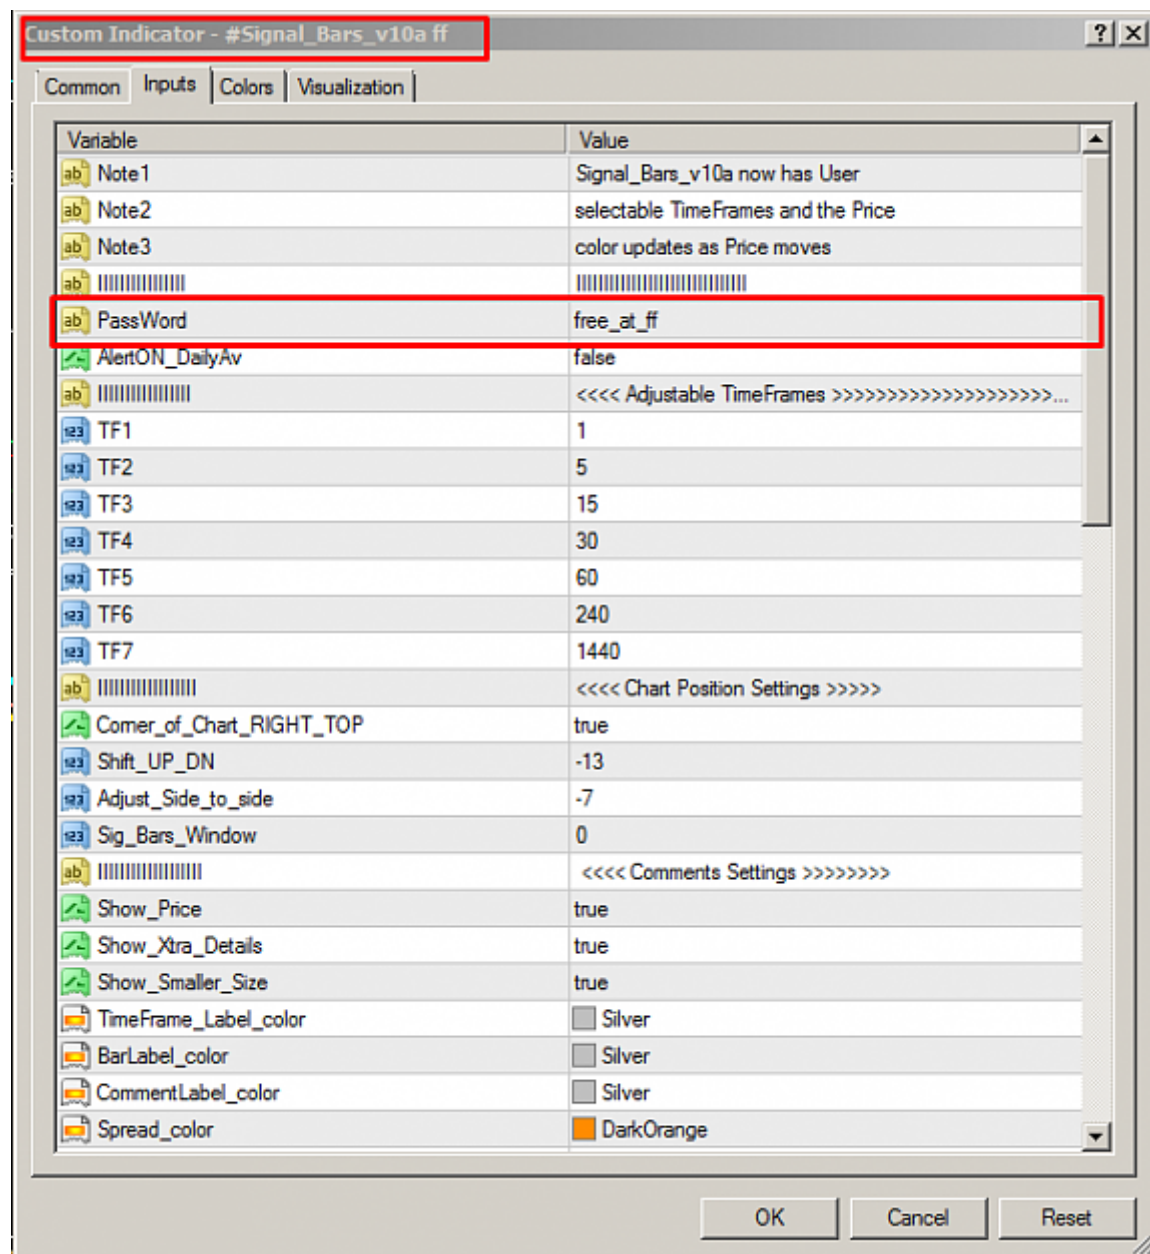 Custom Indicator - #Signal_Bars_v10a ff
Common Inputs Colors Visualization
Variable Value
Note1 Signal_Bars_v10a now has User
Note2 selectable TimeFrames and the Price
Note3 color updates as Price moves
PassWord free_at_ff
AlertON_DailyAv false
<<<< Adjustable TimeFrames >>>>>>>>>>>>>>>>>>>>...
TF1 1
TF2 5
TF3 15
TF4 30
TF5 60
TF6 240
TF7 1440
<<<< Chart Position Settings >>>>>
Corner_of_Chart_RIGHT_TOP true
Shift_UP_DN -13
Adjust_Side_to_side -7
Sig_Bars_Window 0
<<<< Comments Settings >>>>>>>>
Show_Price true
Show_Xtra_Details true
Show_Smaller_Size true
TimeFrame_Label_color Silver
BarLabel_color Silver
CommentLabel_color Silver
Spread_color DarkOrange
OK Cancel Reset